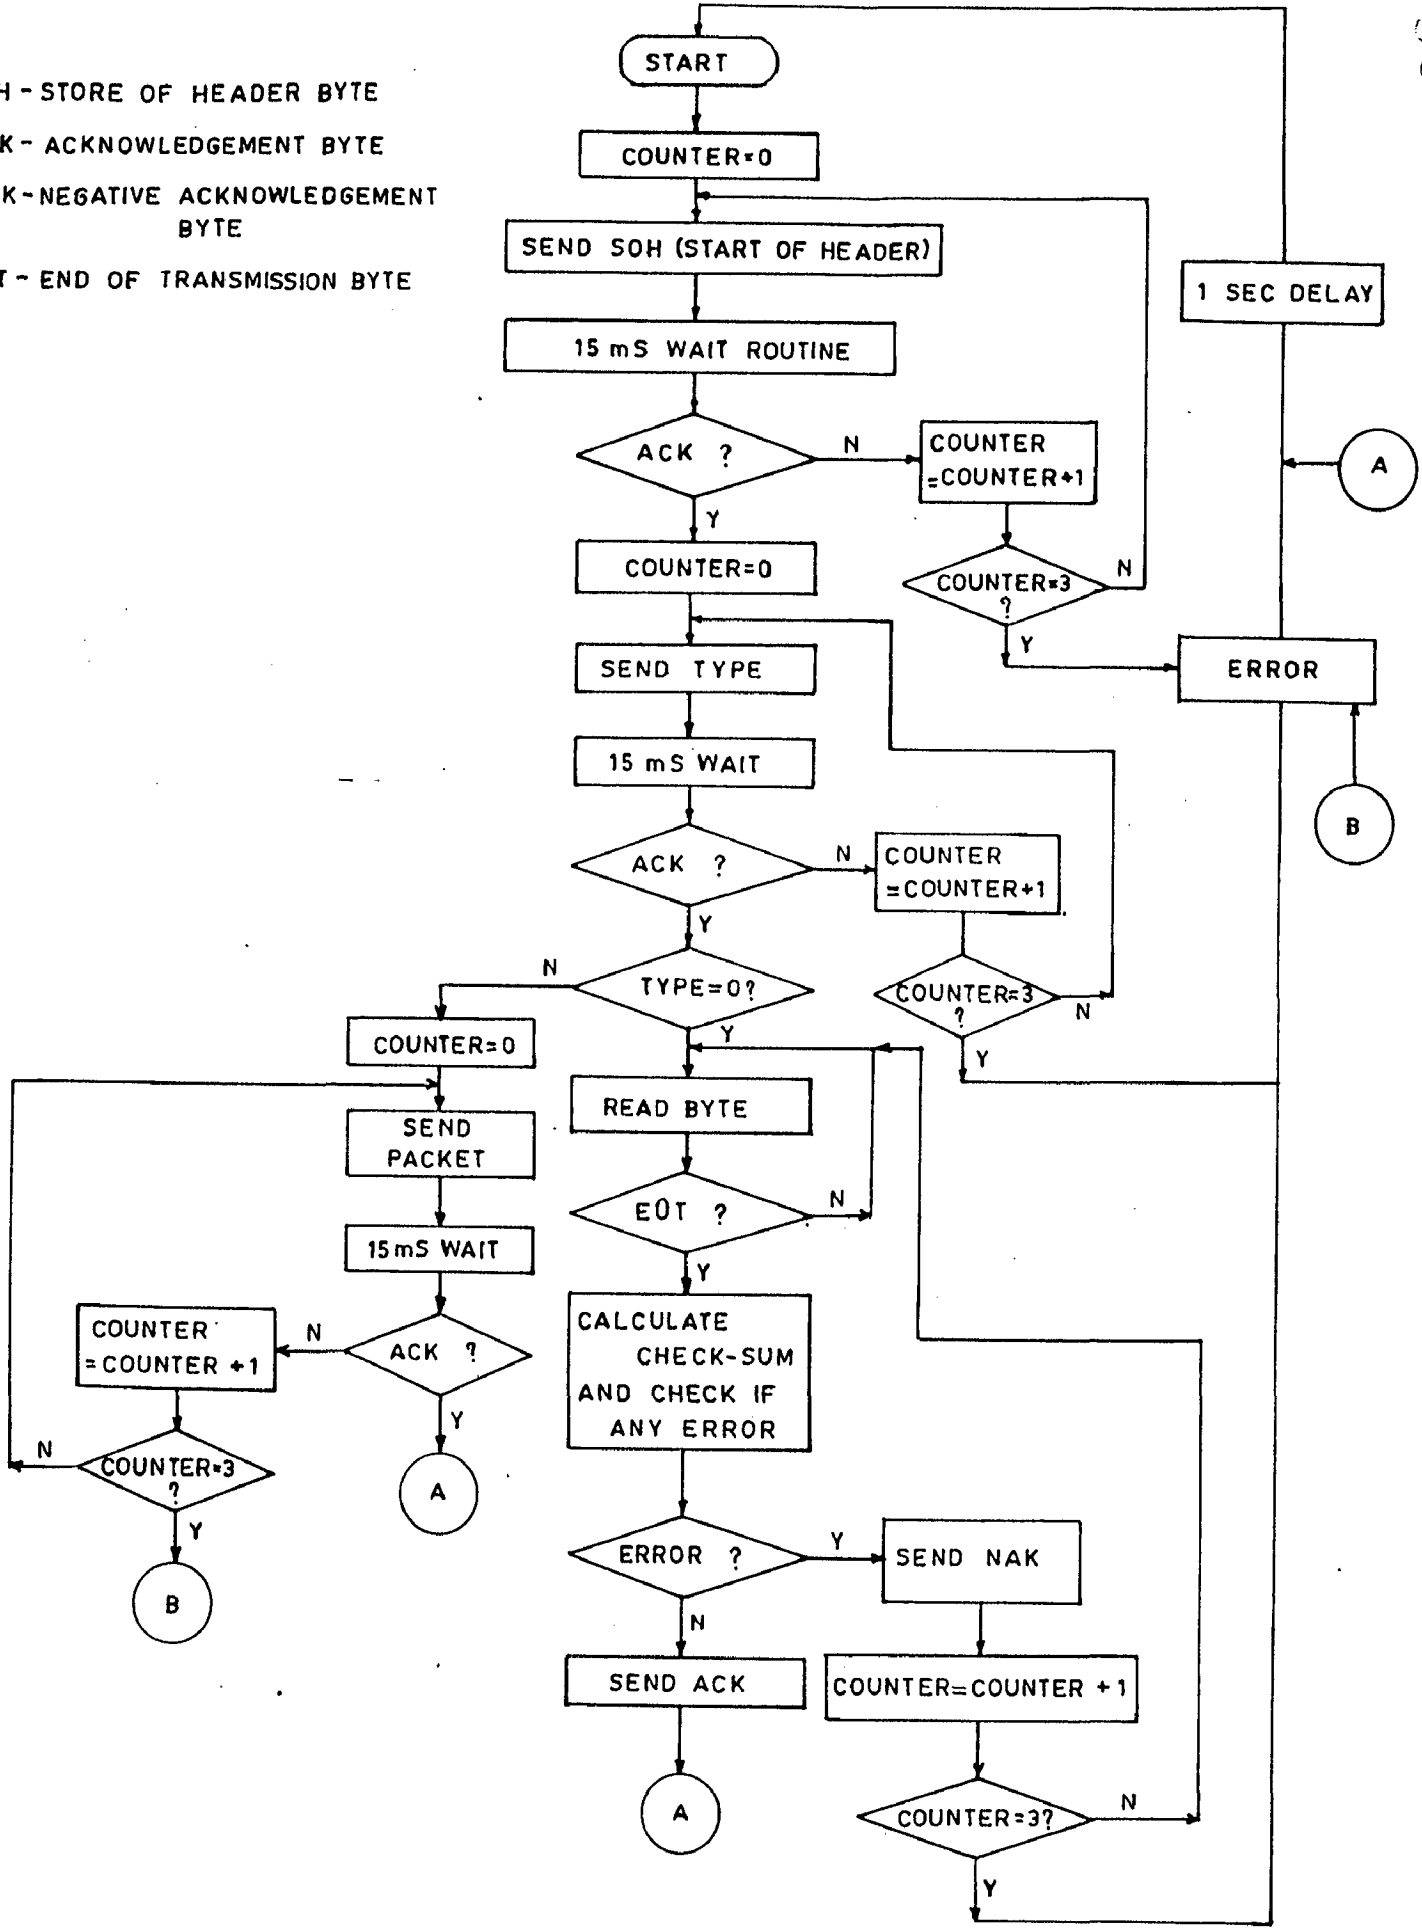 H - STORE OF HEADER BYTE
K - ACKNOWLEDGEMENT BYTE
K - NEGATIVE ACKNOWLEDGEMENT
BYTE
T - END OF TRANSMISSION BYTE
START
COUNTER=0
SEND SOH (START OF HEADER)
15 mS WAIT ROUTINE
1 SEC DELAY
ACK ?
N
COUNTER
=COUNTER+1
A
Y
COUNTER=0
COUNTER=3
?
N
Y
ERROR
SEND TYPE
15 mS WAIT
B
ACK ?
N
COUNTER
=COUNTER+1
Y
TYPE=0?
N
Y
COUNTER=3
?
N
Y
COUNTER=0
SEND
PACKET
15mS WAIT
ACK ?
N
COUNTER
=COUNTER +1
Y
A
COUNTER=3
?
N
Y
B
READ BYTE
EOT ?
N
Y
CALCULATE
CHECK-SUM
AND CHECK IF
ANY ERROR
ERROR ?
Y
SEND NAK
N
SEND ACK
COUNTER=COUNTER +1
A
COUNTER=3?
N
Y